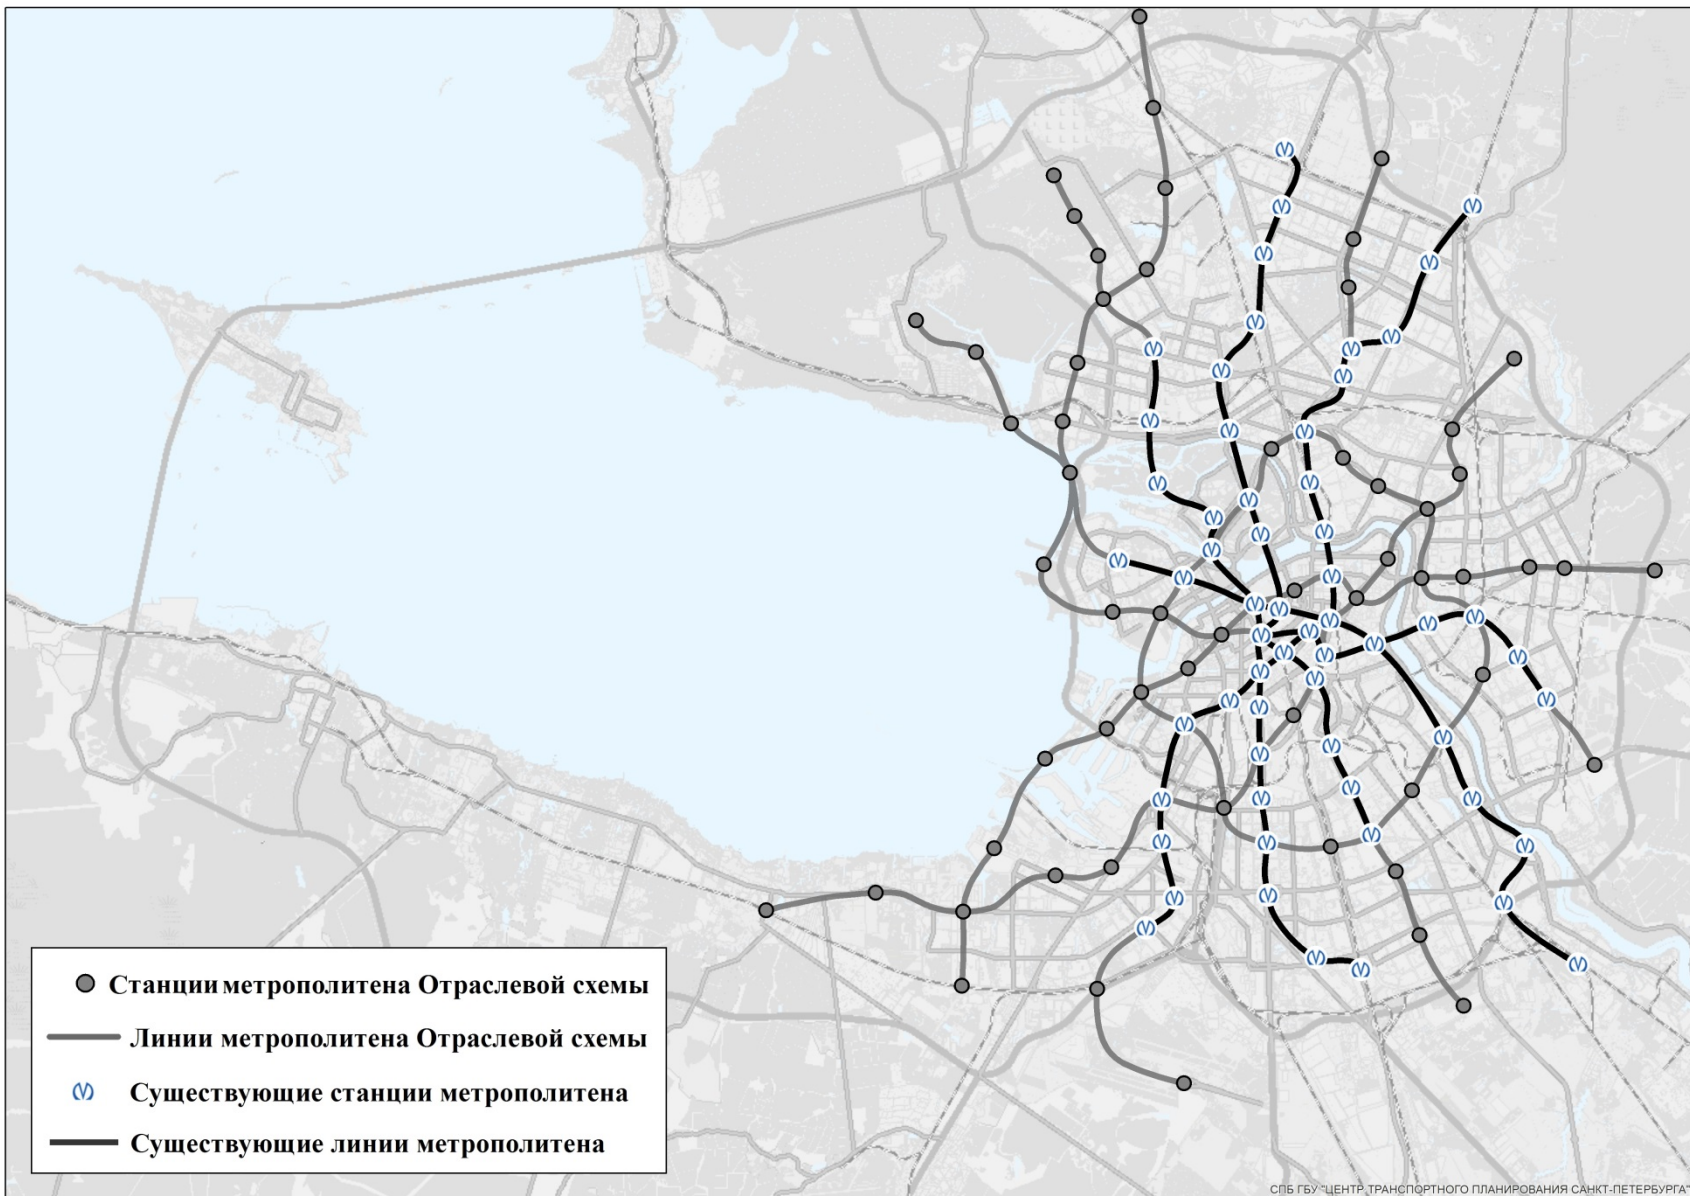 Станции метрополитена Отраслевой схемы
Линии метрополитена Отраслевой схемы
Существующие станции метрополитена
Существующие линии метрополитена
СПБ ГБУ "ЦЕНТР ТРАНСПОРТНОГО ПЛАНИРОВАНИЯ САНКТ-ПЕТЕРБУРГА"